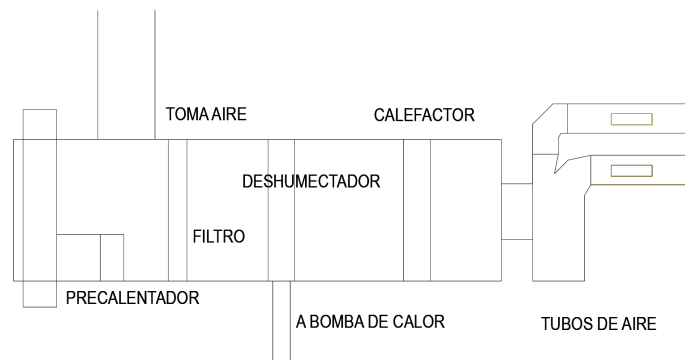 TOMA AIRE
CALEFACTOR
DESHUMECTADOR
FILTRO
PRECALENTADOR
A BOMBA DE CALOR
TUBOS DE AIRE